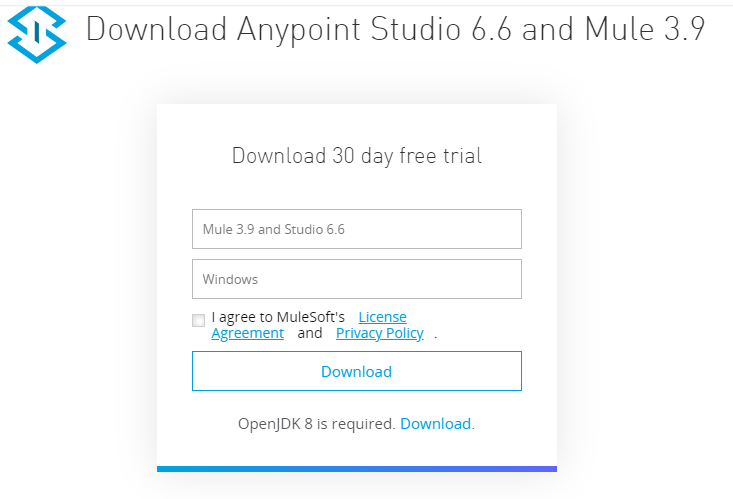 Download Anypoint Studio 6.6 and Mule 3.9
Download 30 day free trial
Mule 3.9 and Studio 6.6
Windows
I agree to MuleSoft's License
Agreement and Privacy Policy .
Download
OpenJDK 8 is required. Download.